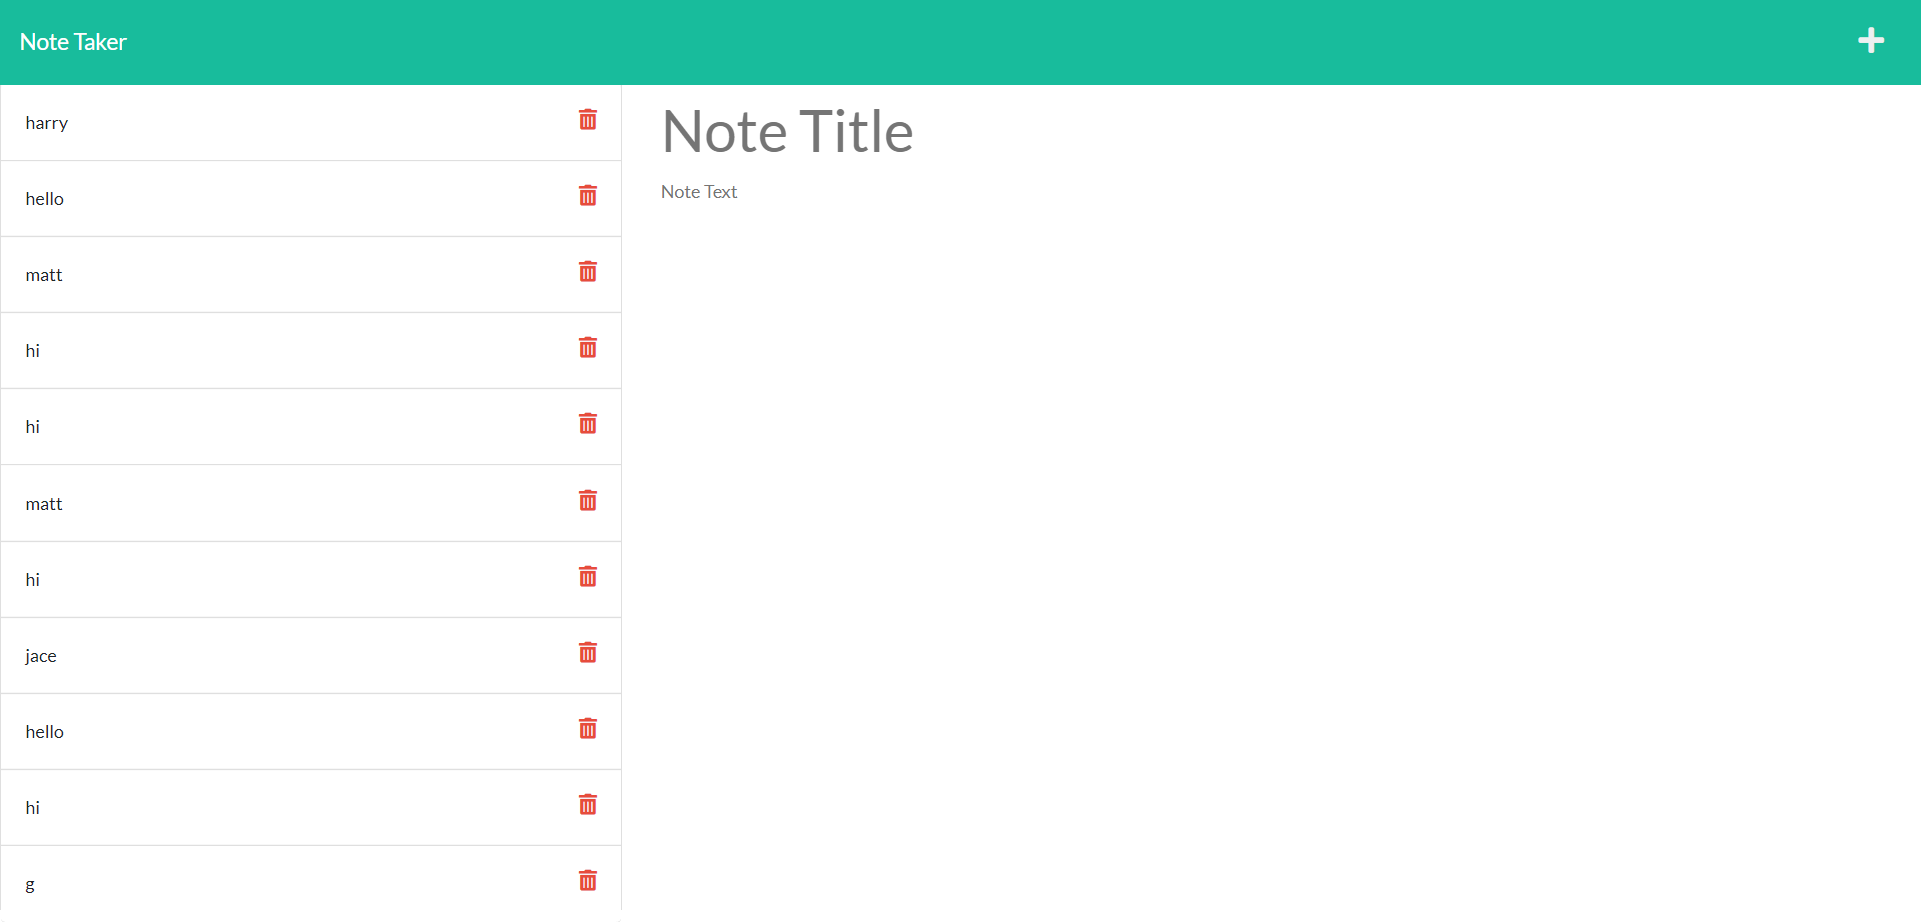 Note Taker
harry
hello
matt
hi
hi
matt
hi
jace
hello
hi
g
Note Title
Note Text